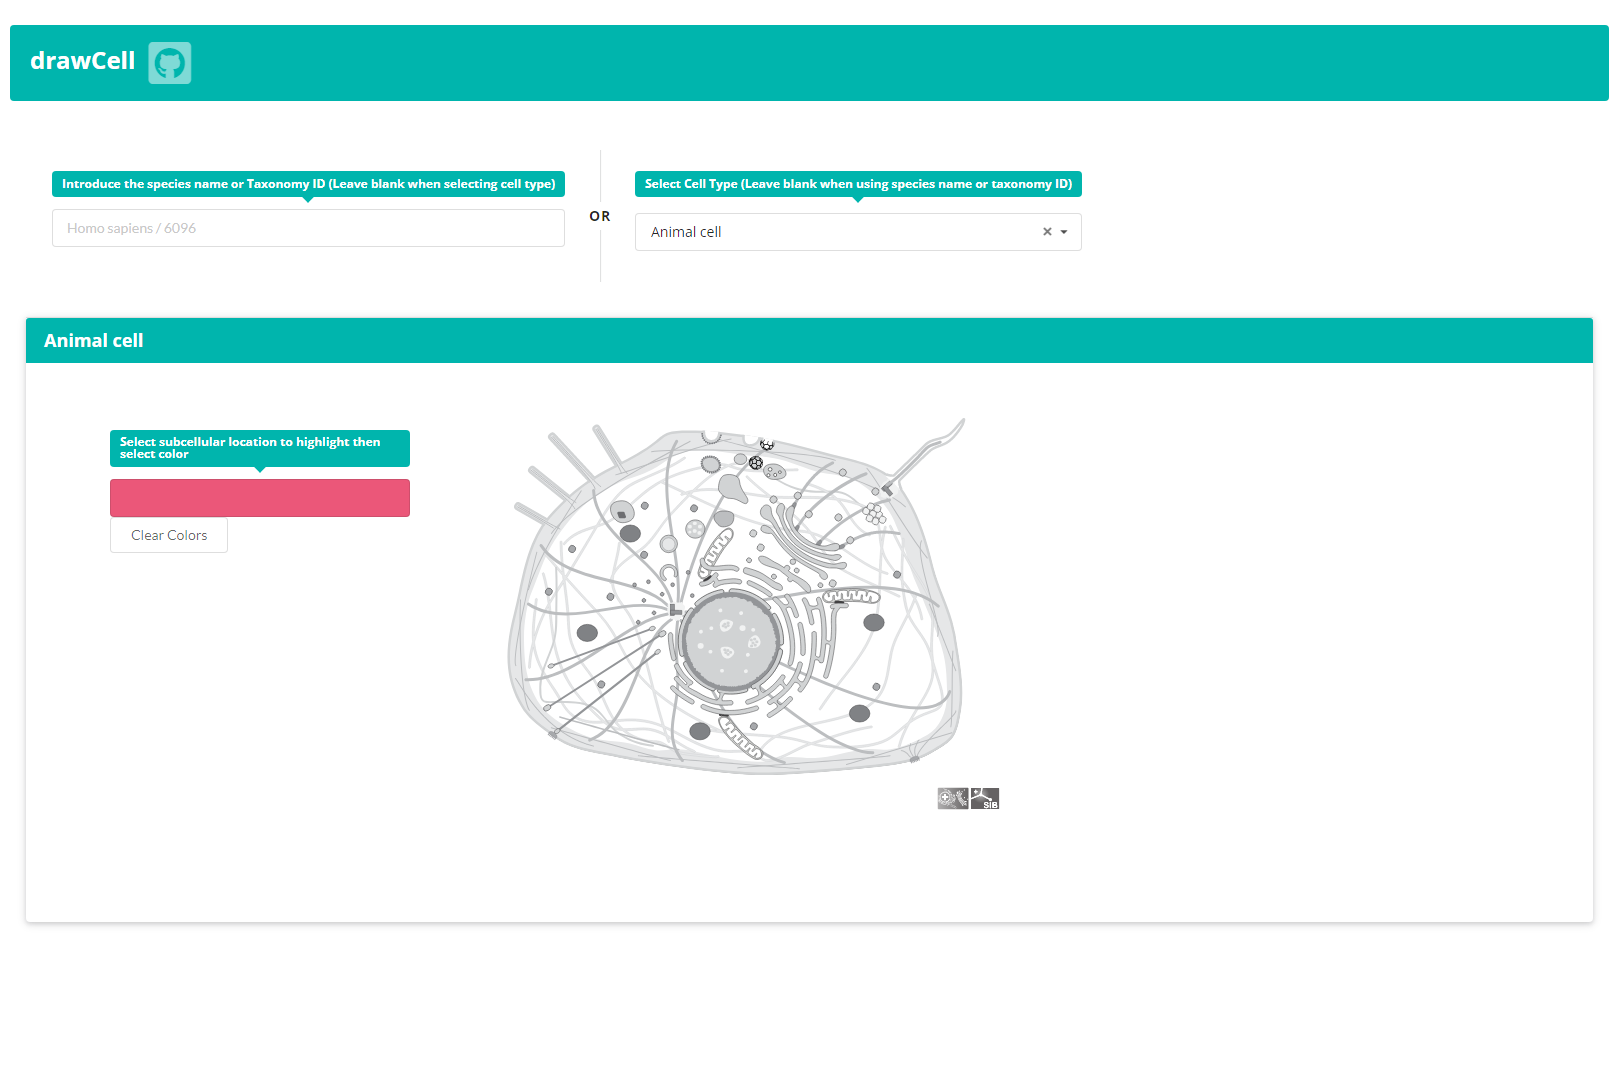 drawCell
Introduce the species name or Taxonomy ID (Leave blank when selecting cell type)
Homo sapiens / 6096
OR
Select Cell Type (Leave blank when using species name or taxonomy ID)
Animal cell
Animal cell
Select subcellular location to highlight then
select color
Clear Colors
SIB